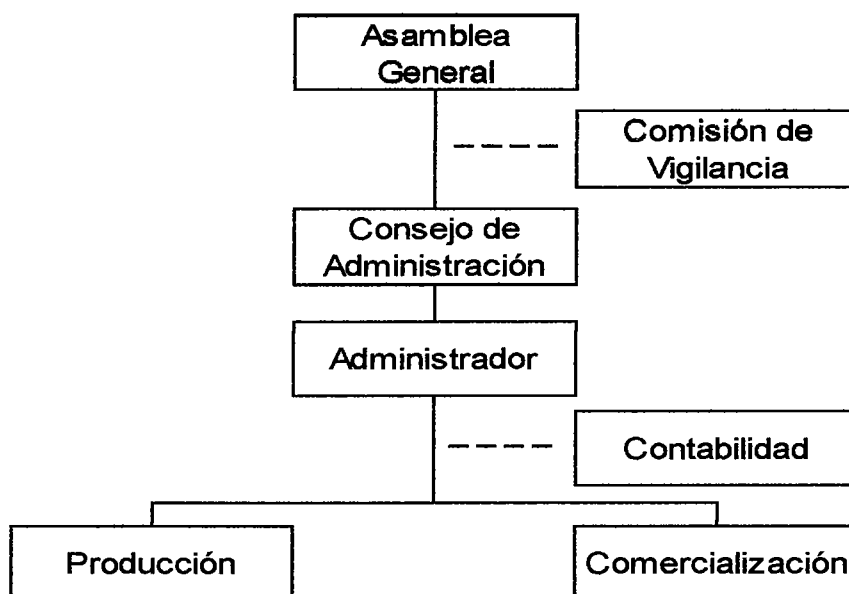 Asamblea
General
Comisión de
Vigilancia
Consejo de
Administración
Administrador
Contabilidad
Producción
Comercialización